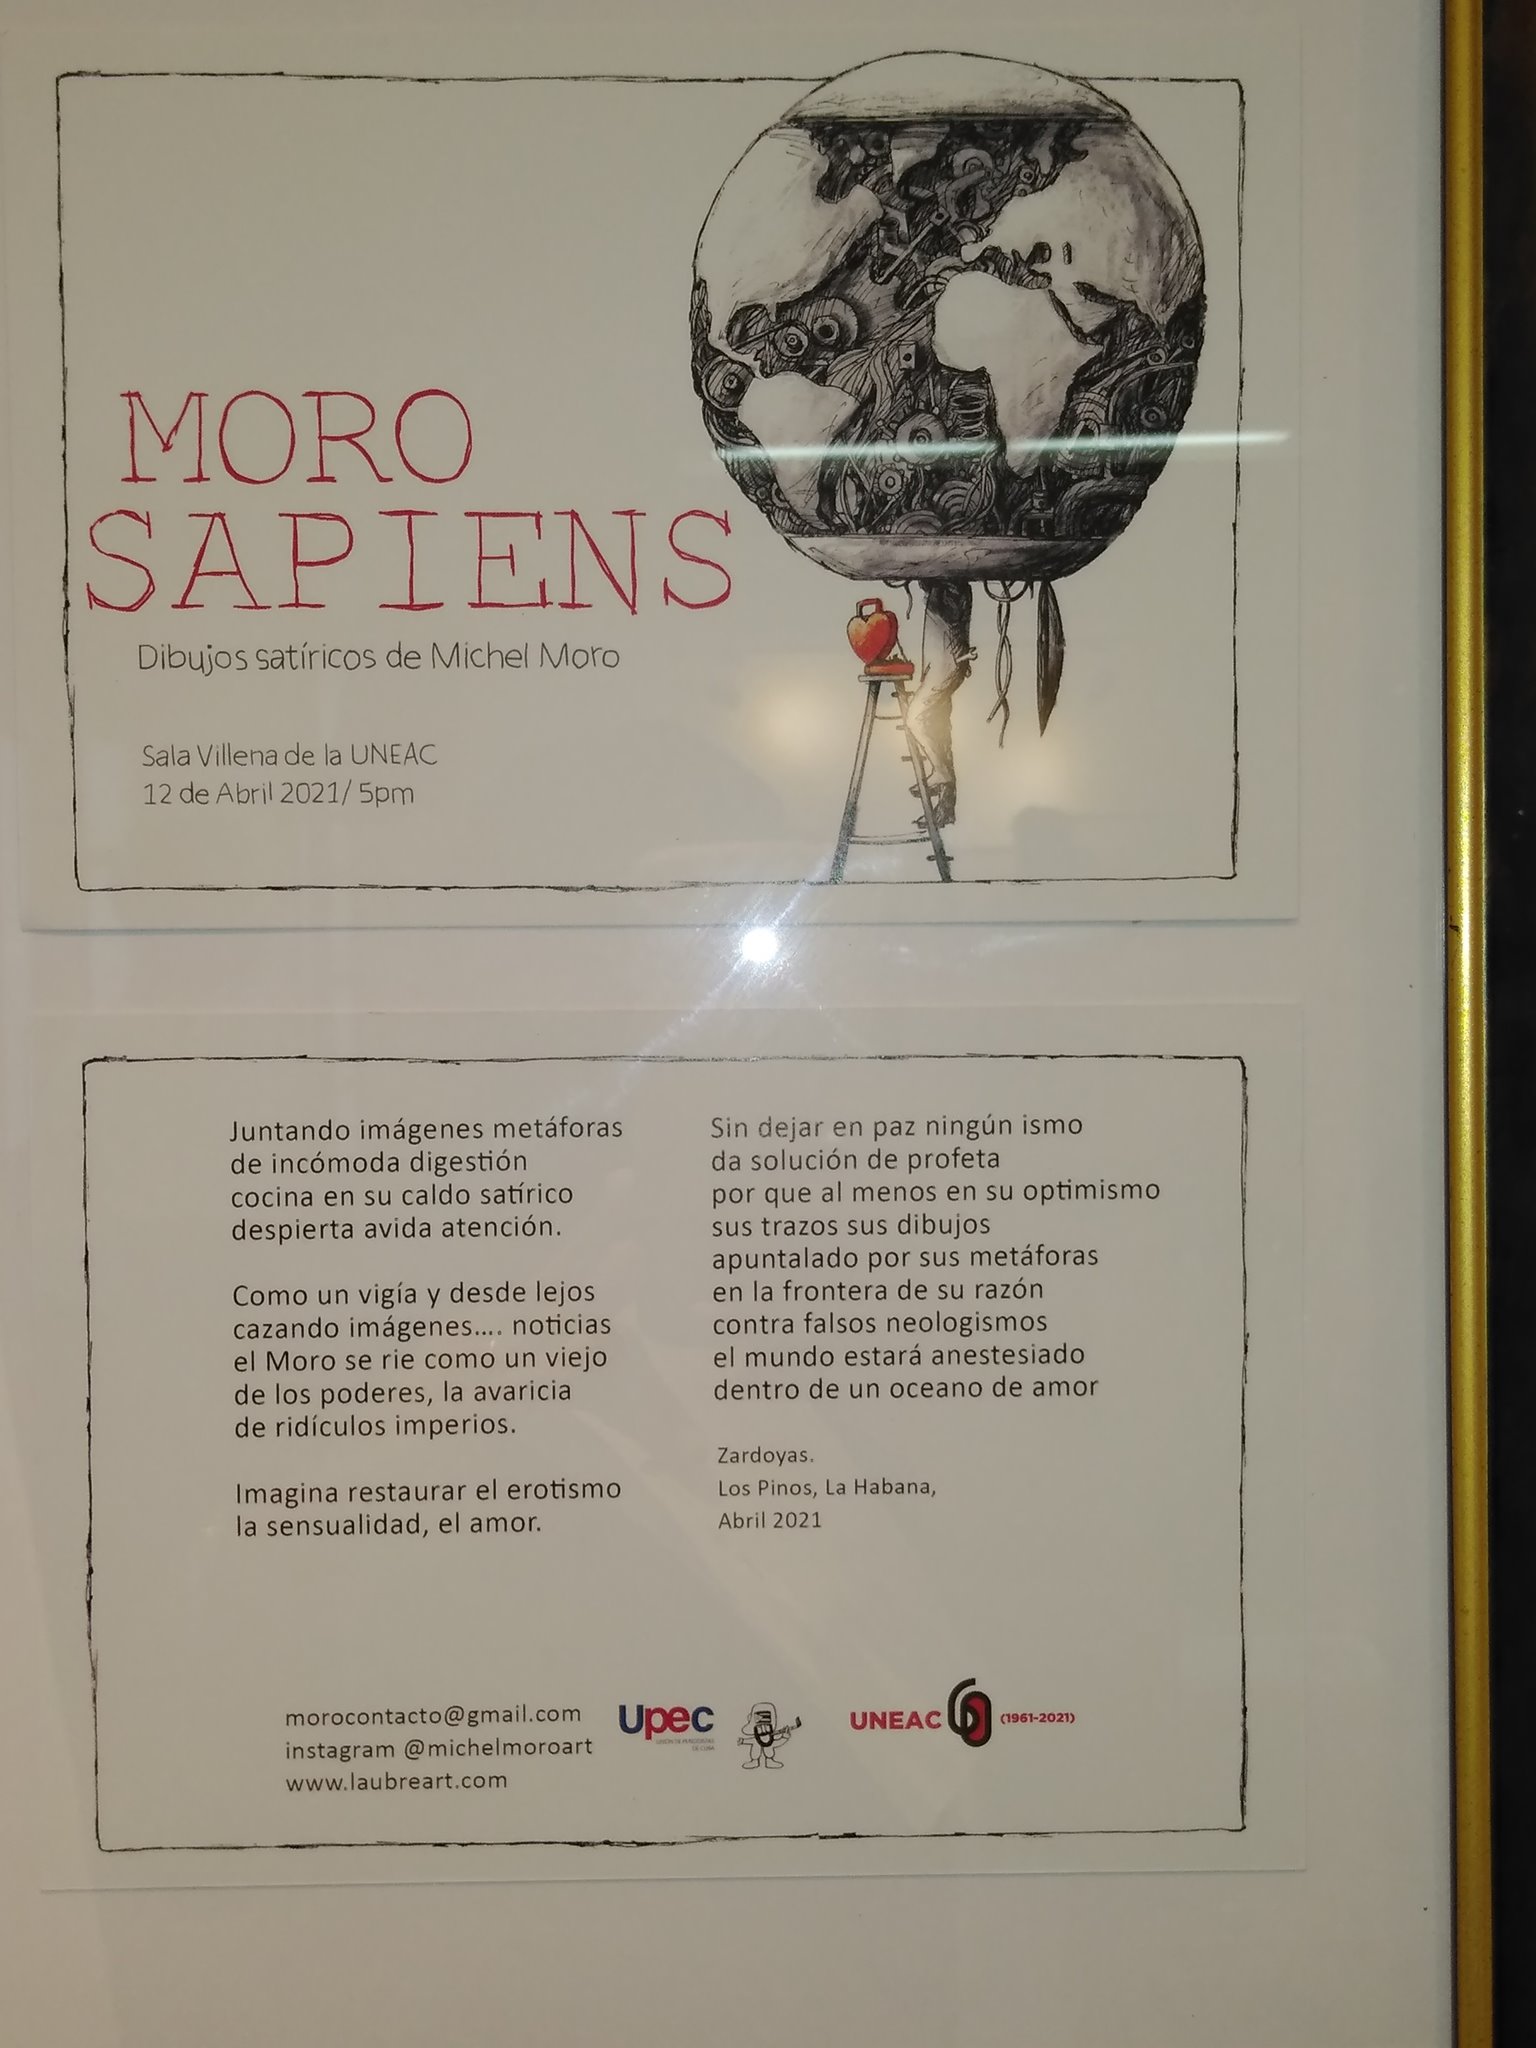 MORO
SAPIENS
Dibujos satíricos de Michel Moro
Sala Villena de la UNEAC
12 de Abril 2021/ 5pm
Juntando imágenes metáforas
de incómoda digestión
cocina en su caldo satírico
despierta avida atención.
Como un vigía y desde lejos
cazando imágenes.... noticias
el Moro se rie como un viejo
de los poderes, la avaricia
de ridículos imperios.
Imagina restaurar el erotismo
la sensualidad, el amor.
Sin dejar en paz ningún ismo
da solución de profeta
por que al menos en su optimismo
sus trazos sus dibujos
apuntalado por sus metáforas
en la frontera de su razón
contra falsos neologismos
el mundo estará anestesiado
dentro de un oceano de amor
Zardoyas.
Los Pinos, La Habana,
Abril 2021
morocontacto@gmail.com
instagram @michelmoroart
www.laubreart.com
Upec
UNIÓN DE PERIODISTAS
DE CUBA
UNEAC 60 (1961-2021)